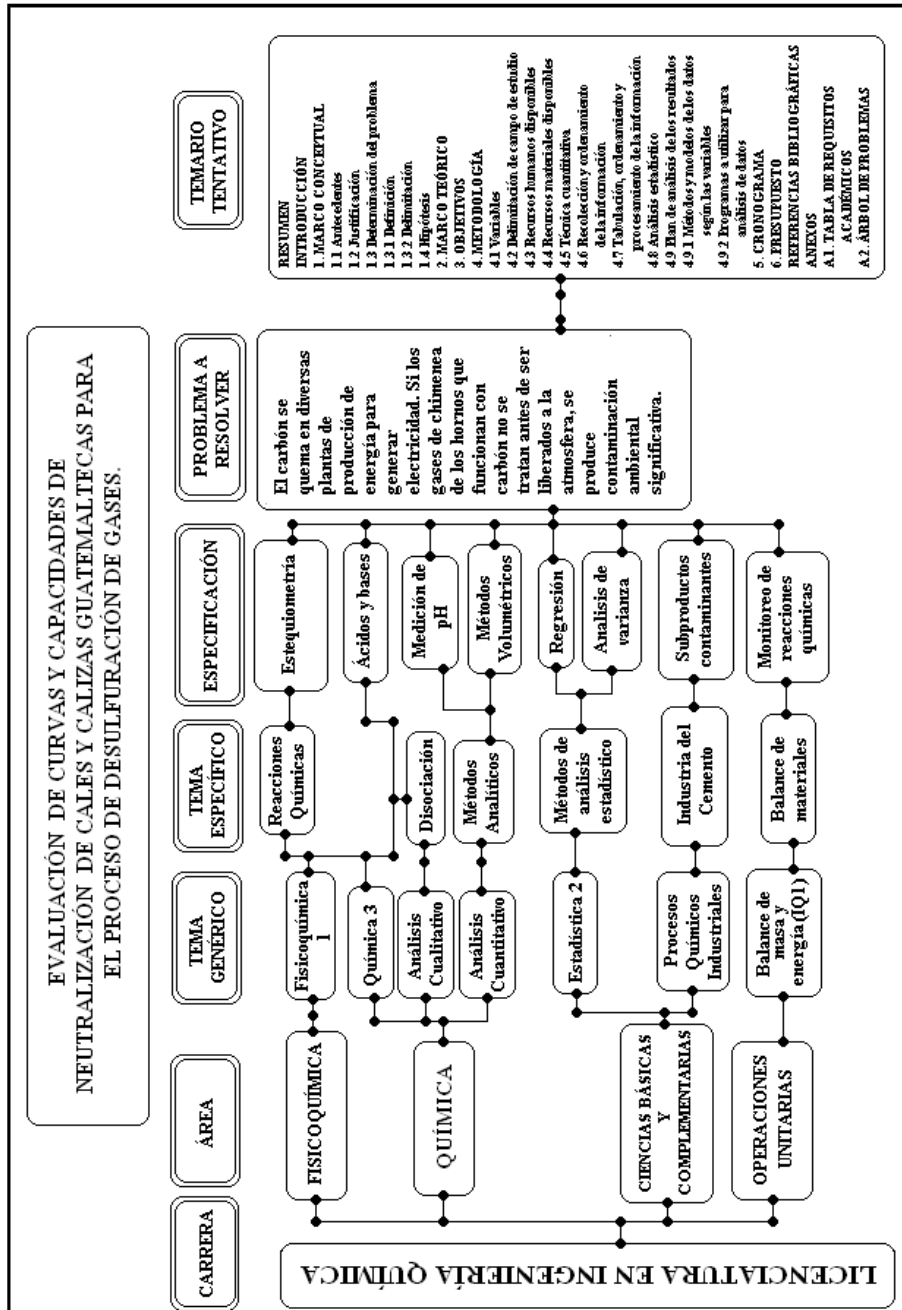 EVALUACIÓN DE CURVAS Y CAPACIDADES DE
NEUTRALIZACIÓN DE CALES Y CALIZAS GUATEMALTECAS PARA
EL PROCESO DE DESULFURACIÓN DE GASES.
CARRERA
ÁREA
TEMA
GENÉRICO
TEMA
ESPECÍFICO
ESPECIFICACIÓN
PROBLEMA A
RESOLVER
TEMARIO
TENTATIVO
LICENCIATURA EN INGENIERÍA QUÍMICA
FISICOQUÍMICA
QUÍMICA
CIENCIAS BÁSICAS
Y
COMPLEMENTARIAS
OPERACIONES
UNITARIAS
Fisicoquímica
1
Química 3
Análisis
Cualitativo
Análisis
Cuantitativo
Estadística 2
Procesos
Químicos
Industriales
Balance de
masa y
energía (IQ1)
Reacciones
Químicas
Disociación
Métodos
Analíticos
Métodos de
análisis
estadístico
Industria del
Cemento
Balance de
materiales
Estequiometría
Ácidos y bases
Medición de
pH
Métodos
Volumétricos
Regresión
Analisis de
varianza
Subproductos
contaminantes
Monitoreo de
reacciones
químicas
El carbón se
quema en diversas
plantas de
producción de
energía para
generar
electricidad. Si los
gases de chimenea
de los hornos que
funcionan con
carbón no se
tratan antes de ser
liberados a la
atmosfera, se
produce
contaminación
ambiental
significativa.
RESUMEN
INTRODUCCIÓN
1. MARCO CONCEPTUAL
1.1 Antecedentes
1.2 Justificación
1.3 Determinación del problema
1.3.1 Definición
1.3.2 Delimitación
1.4 Hipótesis
2. MARCO TEÓRICO
3. OBJETIVOS
4. METODOLOGÍA
4.1 Variables
4.2 Delimitación de campo de estudio
4.3 Recursos humanos disponibles
4.4 Recursos materiales disponibles
4.5 Técnica cuantitativa
4.6 Recolección y ordenamiento
de la información
4.7 Tabulación, ordenamiento y
procesamiento de la información
4.8 Análisis estadístico
4.9 Plan de análisis de los resultados
4.9.1 Métodos y modelos de los datos
según las variables
4.9.2 Programas a utilizar para
análisis de datos
5. CRONOGRAMA
6. PRESUPUESTO
REFERENCIAS BIBLIOGRÁFICAS
ANEXOS
A1. TABLA DE REQUISITOS
ACADÉMICOS
A2. ÁRBOL DE PROBLEMAS